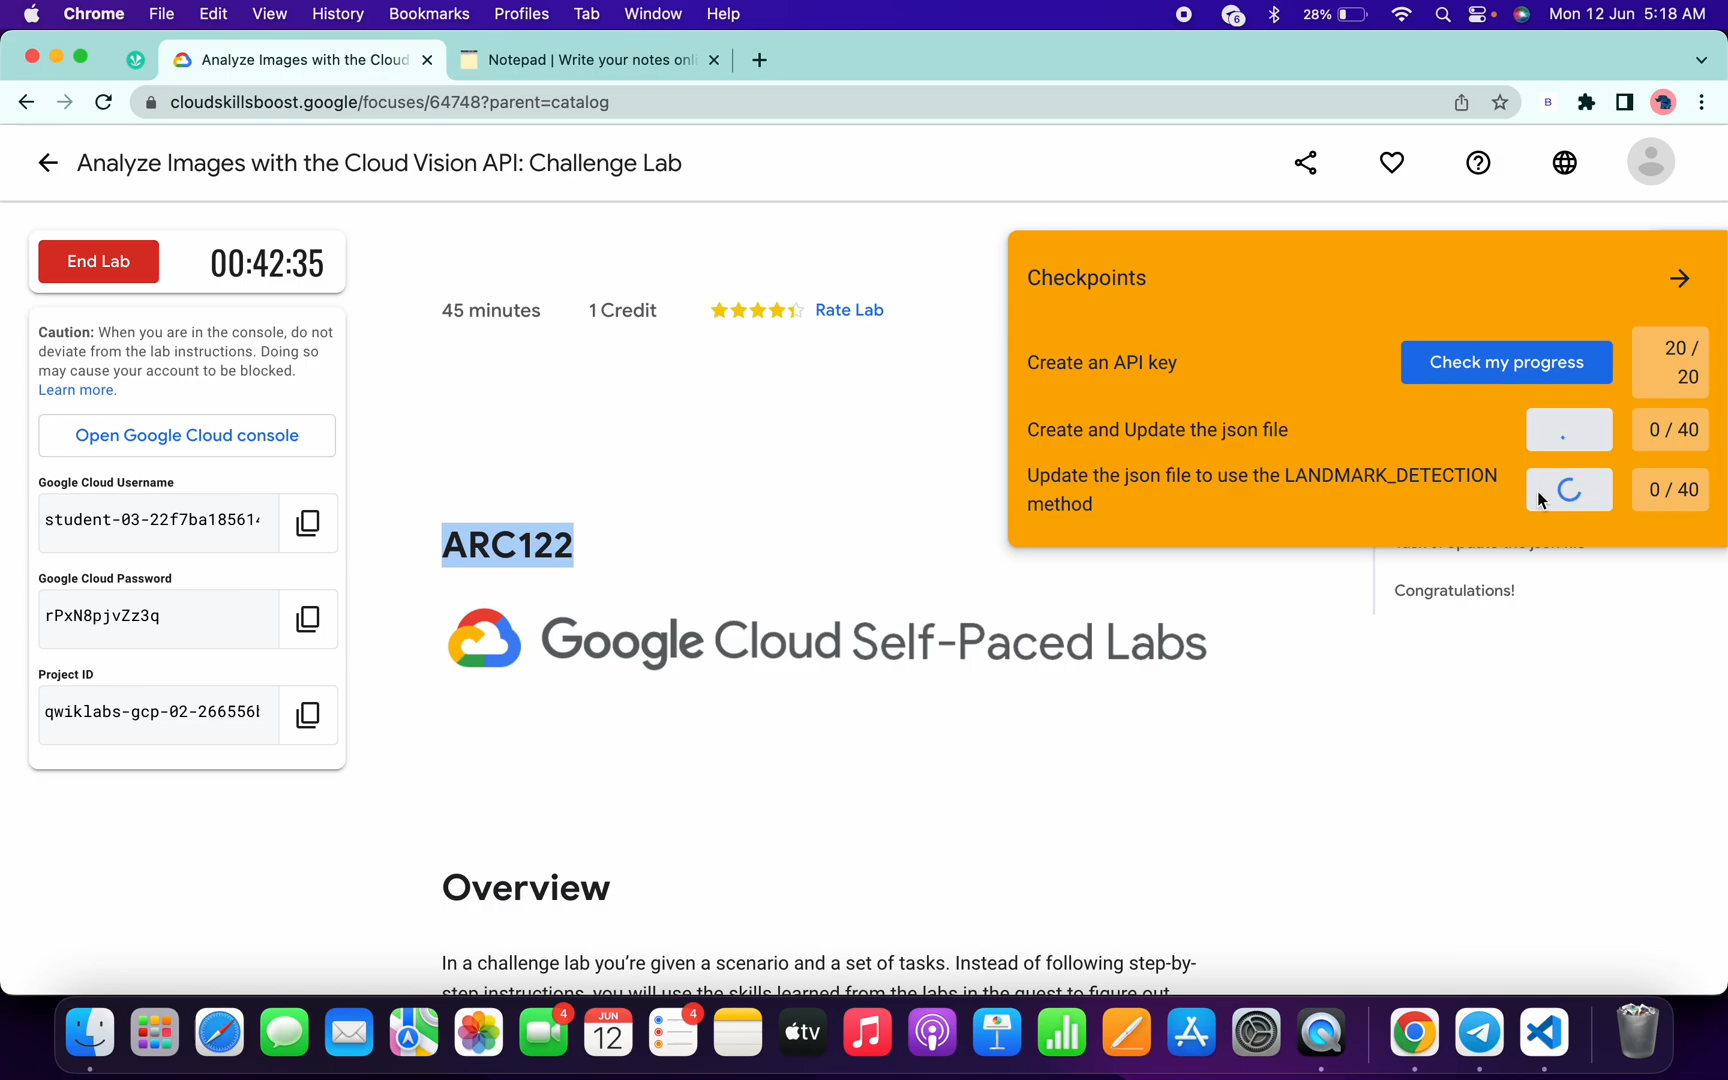 Chrome File Edit View History Bookmarks Profiles Tab Window Help 6 28% Mon 12 Jun 5:18 AM
Analyze Images with the Cloud Notepad | Write your notes onli
cloudskillsboost.google/focuses/64748?parent=catalog B
Analyze Images with the Cloud Vision API: Challenge Lab
End Lab 00:42:35
Caution: When you are in the console, do not
deviate from the lab instructions. Doing so
may cause your account to be blocked.
Learn more.
Open Google Cloud console
Google Cloud Username
student-03-22f7ba18561
Google Cloud Password
rPxN8pjvZz3q
Project ID
qwiklabs-gcp-02-266556
45 minutes 1 Credit Rate Lab
ARC122
Google Cloud Self-Paced Labs
Overview
In a challenge lab you're given a scenario and a set of tasks. Instead of following step-by-
step instructions, you will use the skills learned from the labs in the quest to figure out
Checkpoints
Create an API key Check my progress 20 /
20
Create and Update the json file 0 / 40
Update the json file to use the LANDMARK_DETECTION
method 0 / 40
Congratulations!
4 JUN
12 4 tv